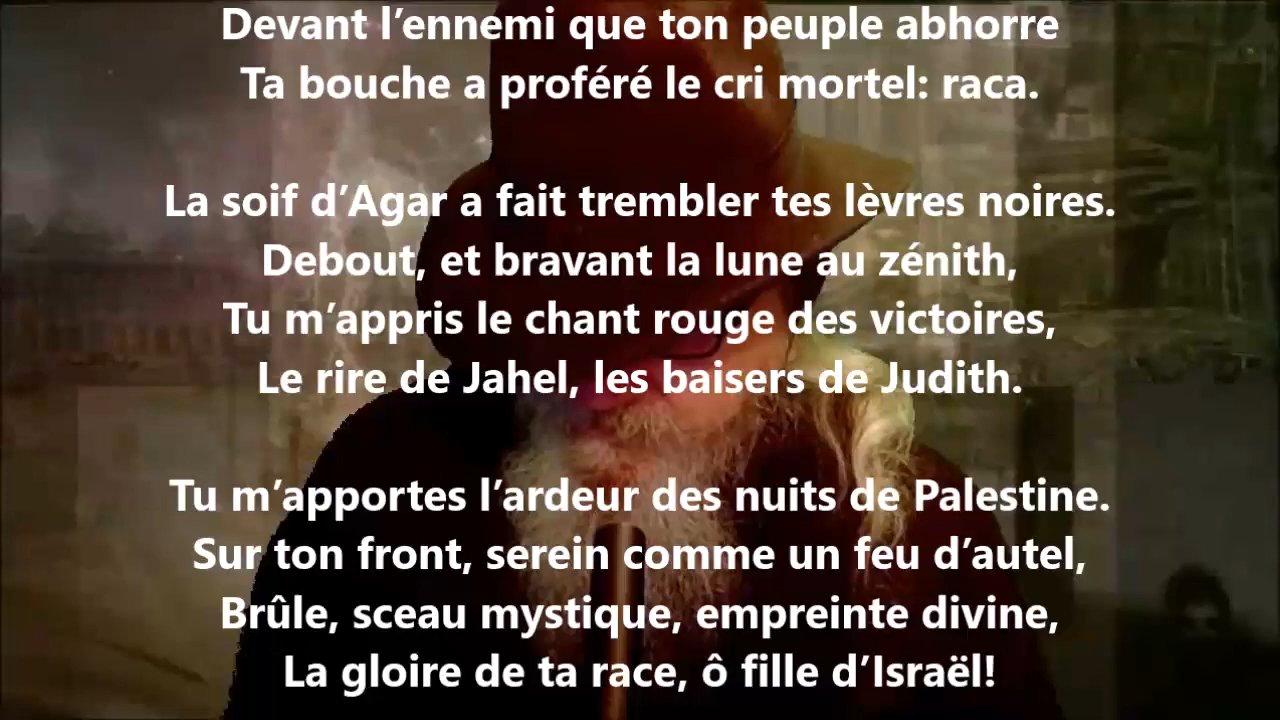 Devant l’ennemi que ton peuple abhorre
Ta bouche a proféré le cri mortel: raca.
La soif d’Agar a fait trembler tes lèvres noires.
Debout, et bravant la lune au zénith,
Tu m’appris le chant rouge des victoires,
Le rire de Jahel, les baisers de Judith.
Tu m’apportes l’ardeur des nuits de Palestine.
Sur ton front, serein comme un feu d’autel,
Brûle, sceau mystique, empreinte divine,
La gloire de ta race, ô fille d’Israël!